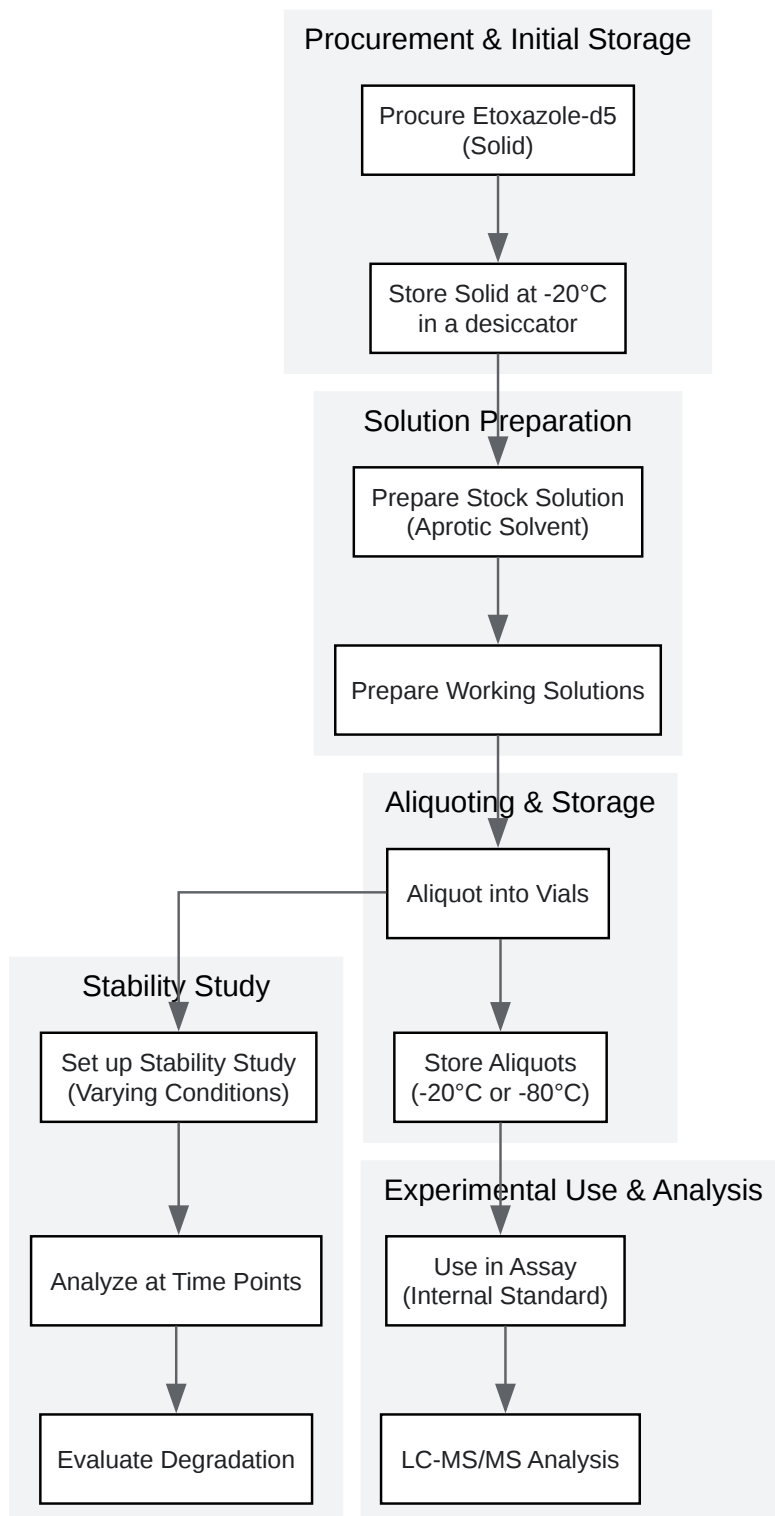 Procurement & Initial Storage
Procure Etoxazole-d5
(Solid)
Store Solid at -20°C
in a desiccator
Solution Preparation
Prepare Stock Solution
(Aprotic Solvent)
Prepare Working Solutions
Aliquoting & Storage
Aliquot into Vials
Stability Study
Set up Stability Study
(Varying Conditions)
Store Aliquots
(-20°C or -80°C)
Experimental Use & Analysis
Analyze at Time Points
Use in Assay
(Internal Standard)
Evaluate Degradation
LC-MS/MS Analysis